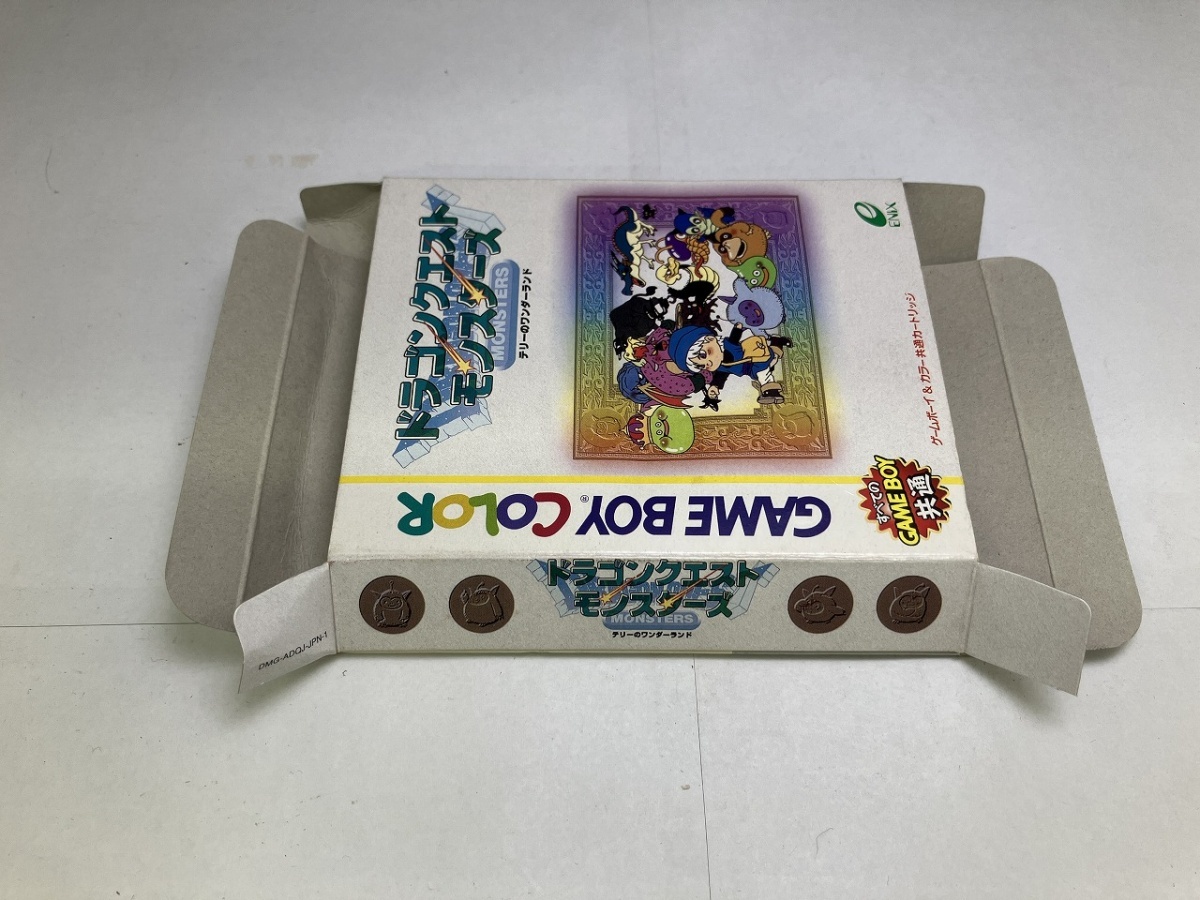 ドラゴンクエスト
モンスターズ
MONSTERS
テリーのワンダーランド
ENIX
ゲームボーイ & カラー 共通カートリッジ
すべての
GAME BOY
共通
GAME BOY COLOR
ドラゴンクエスト
モンスターズ
MONSTERS
テリーのワンダーランド
DMG-ADQJ-JPN-1